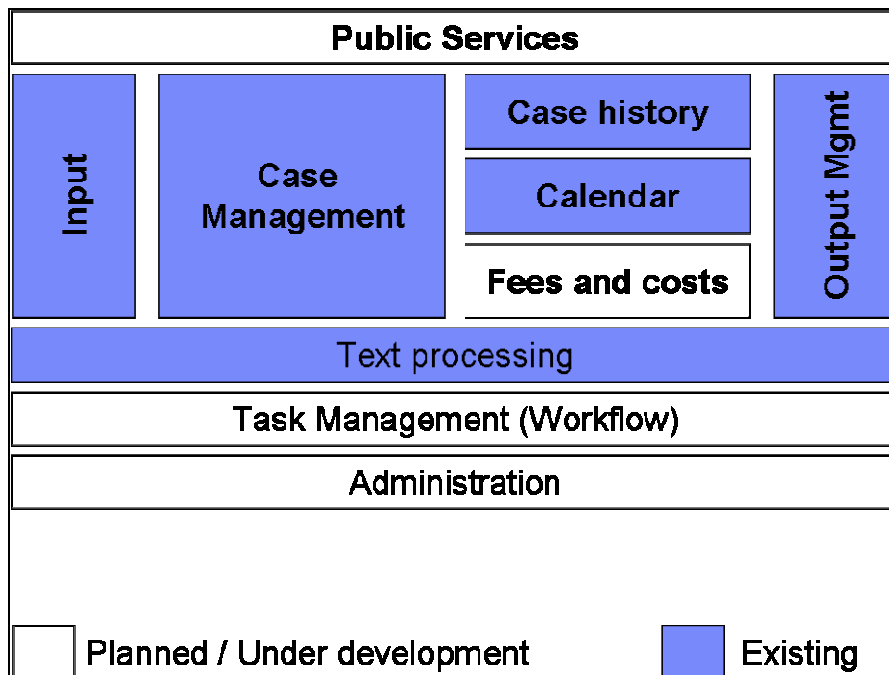 Public Services
Input
Case
Management
Case history
Calendar
Fees and costs
Output Mgmt
Text processing
Task Management (Workflow)
Administration
Planned / Under development
Existing